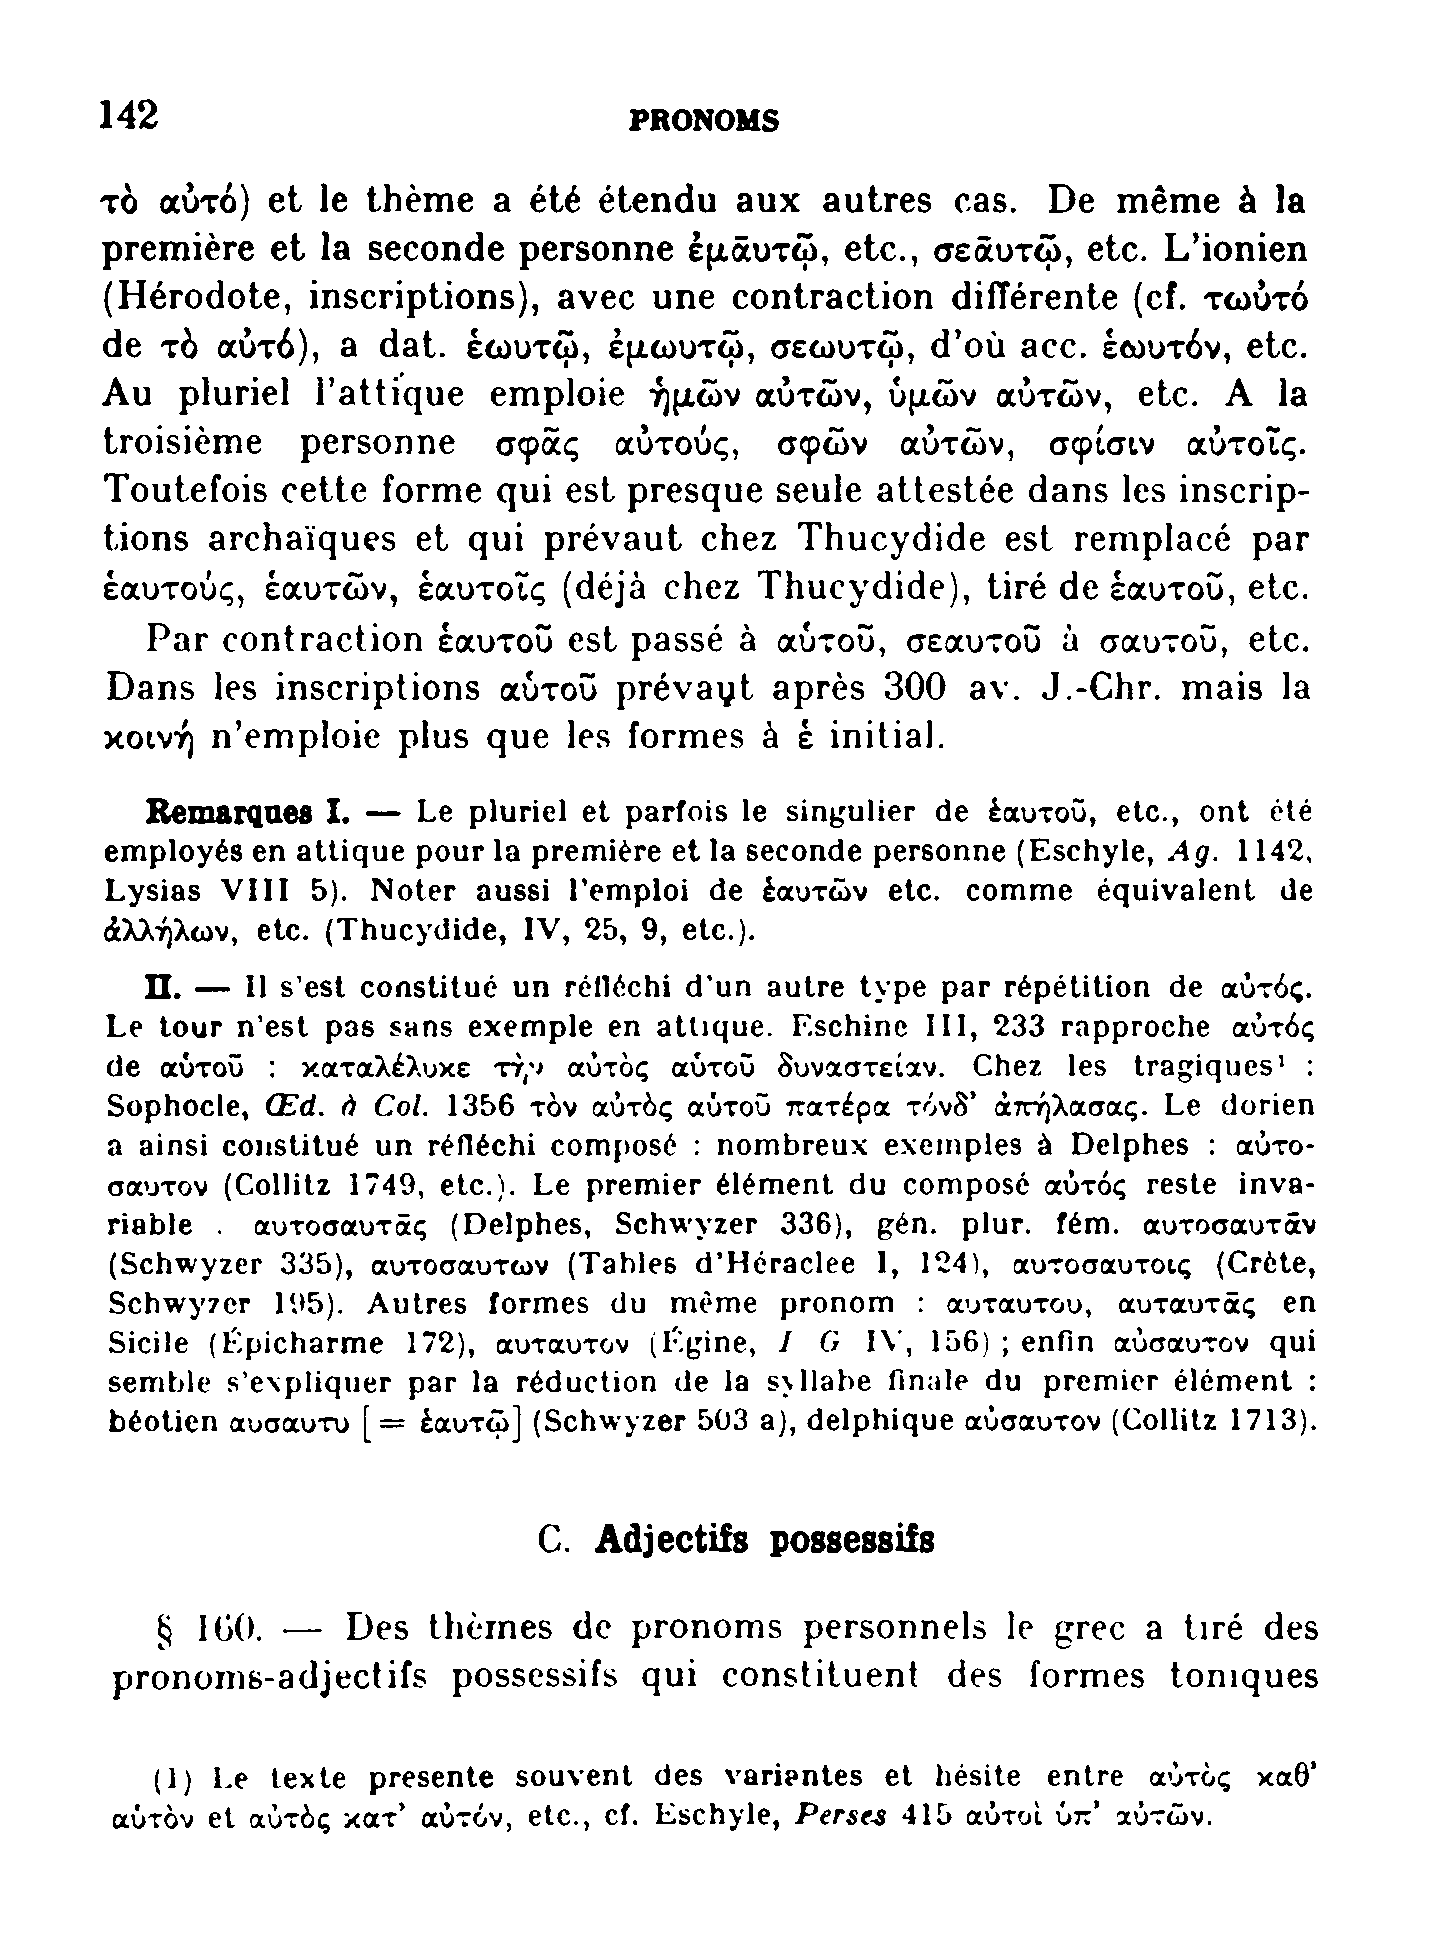 142 PRONOMS
τὸ αὐτό) et le thème a été étendu aux autres cas. De même à la
première et la seconde personne ἐμᾱυτῷ, etc., σεᾱυτῷ, etc. L'ionien
(Hérodote, inscriptions), avec une contraction différente (cf. τωὐτό
de τὸ αὐτό), a dat. ἑωυτῷ, ἐμωυτῷ, σεωυτῷ, d'où acc. ἑωυτόν, etc.
Au pluriel l'attique emploie ἡμῶν αὐτῶν, ὑμῶν αὐτῶν, etc. A la
troisième personne σφᾶς αὐτούς, σφῶν αὐτῶν, σφίσιν αὐτοῖς.
Toutefois cette forme qui est presque seule attestée dans les inscrip-
tions archaïques et qui prévaut chez Thucydide est remplacé par
ἑαυτούς, ἑαυτῶν, ἑαυτοῖς (déjà chez Thucydide), tiré de ἑαυτοῦ, etc.
Par contraction ἑαυτοῦ est passé à αὑτοῦ, σεαυτοῦ à σαυτοῦ, etc.
Dans les inscriptions αὑτοῦ prévaut après 300 av. J.-Chr. mais la
κοινή n'emploie plus que les formes à ἑ initial.
Remarques I. — Le pluriel et parfois le singulier de ἑαυτοῦ, etc., ont été
employés en attique pour la première et la seconde personne (Eschyle, Ag. 1142,
Lysias VIII 5). Noter aussi l'emploi de ἑαυτῶν etc. comme équivalent de
ἀλλήλων, etc. (Thucydide, IV, 25, 9, etc.).
II. — Il s'est constitué un réfléchi d'un autre type par répétition de αὐτός.
Le tour n'est pas sans exemple en attique. Eschine III, 233 rapproche αὐτός
de αὑτοῦ : καταλέλυκε τὴν αὐτὸς αὑτοῦ δυναστείαν. Chez les tragiques¹ :
Sophocle, Œd. à Col. 1356 τὸν αὐτὸς αὑτοῦ πατέρα τόνδ' ἀπήλασας. Le dorien
a ainsi constitué un réfléchi composé : nombreux exemples à Delphes : αὐτο-
σαυτον (Collitz 1749, etc.). Le premier élément du composé αὐτός reste inva-
riable . αυτοσαυτᾶς (Delphes, Schwyzer 336), gén. plur. fém. αυτοσαυτᾶν
(Schwyzer 335), αυτοσαυτων (Tables d'Héraclee I, 124), αυτοσαυτοις (Crète,
Schwyzer 195). Autres formes du même pronom : αυταυτου, αυταυτᾶς en
Sicile (Épicharme 172), αυταυτον (Égine, I G IV, 156) ; enfin αὐσαυτον qui
semble s'expliquer par la réduction de la syllabe finale du premier élément :
béotien αυσαυτυ [= ἑαυτῷ] (Schwyzer 503 a), delphique αὐσαυτον (Collitz 1713).
C. Adjectifs possessifs
§ 160. — Des thèmes de pronoms personnels le grec a tiré des
pronoms-adjectifs possessifs qui constituent des formes toniques
(1) Le texte presente souvent des variantes et hésite entre αὐτὸς καθ'
αὑτὸν et αὐτὸς κατ' αὐτόν, etc., cf. Eschyle, Perses 415 αὐτοὶ ὑπ' αὑτῶν.